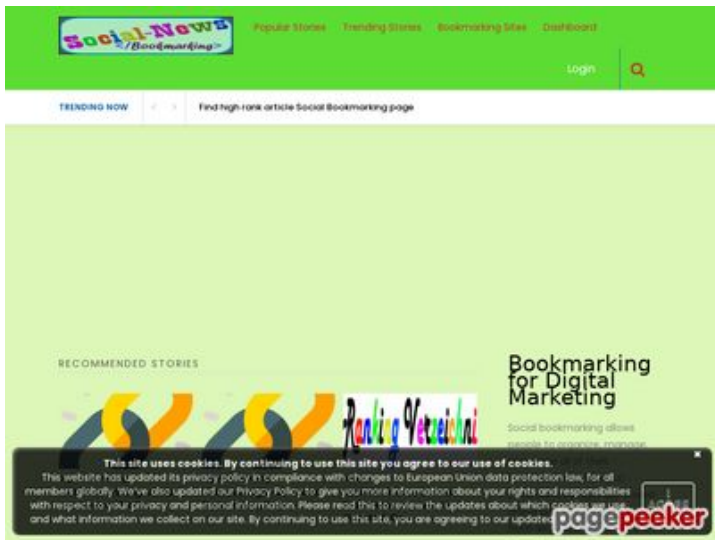 Social-News
</Bookmarking>
Popular Stories Trending Stories Bookmarking Sites Dashboard
Login
TRENDING NOW < > Find high rank article Social Bookmarking page
RECOMMENDED STORIES
Bookmarking
for Digital
Marketing
Ranking Verzeichni
Social bookmarking allows
people to organize, manage,
This site uses cookies. By continuing to use this site you agree to our use of cookies.
This website has updated its privacy policy in compliance with changes to European Union data protection law, for all
members globally. We've also updated our Privacy Policy to give you more information about your rights and responsibilities
with respect to your privacy and personal information. Please read this to review the updates about which cookies we use
and what information we collect on our site. By continuing to use this site, you are agreeing to our updated
pagepeeker